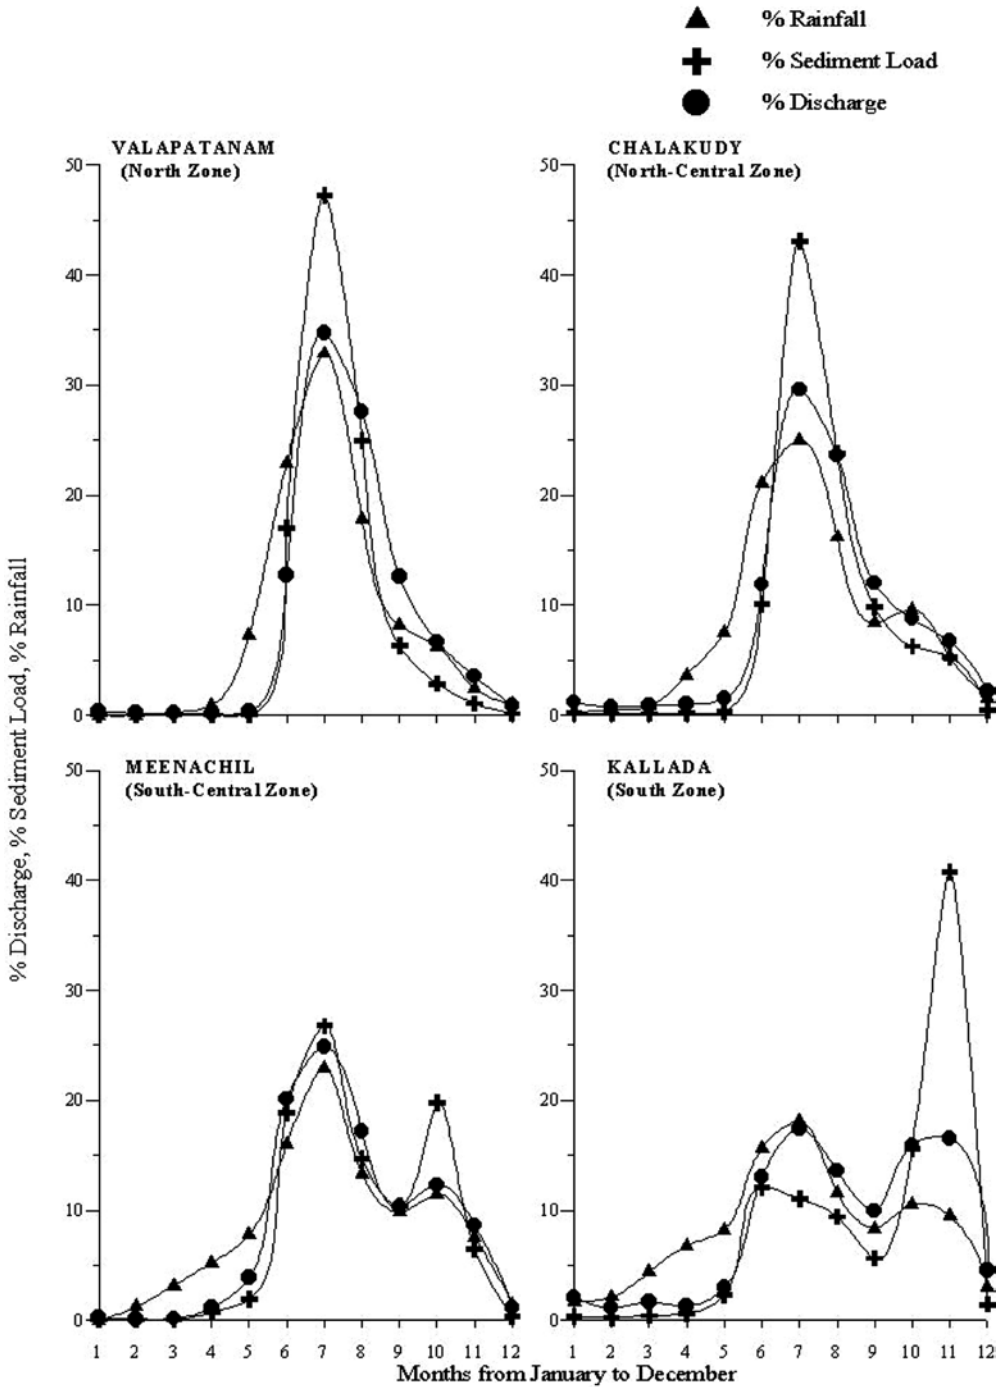 % Rainfall
% Sediment Load
% Discharge
VALAPATANAM
(North Zone)
50
40
30
20
10
0
CHALAKUDY
(North-Central Zone)
50
40
30
20
10
0
% Discharge, % Sediment Load, % Rainfall
MEENACHIL
(South-Central Zone)
50
40
30
20
10
0
1 2 3 4 5 6 7 8 9 10 11 12
KALLADA
(South Zone)
50
40
30
20
10
0
1 2 3 4 5 6 7 8 9 10 11 12
Months from January to December